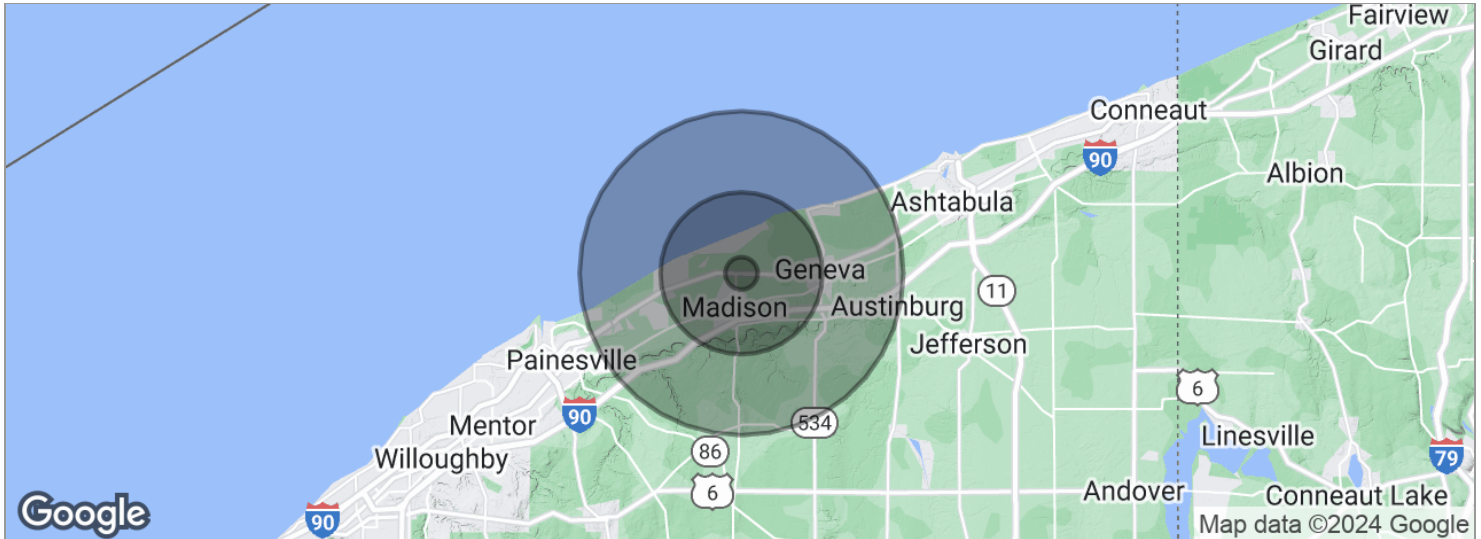 Fairview
Girard
Conneaut
90
Albion
Ashtabula
Geneva
11
Madison
Austinburg
Jefferson
Painesville
6
90
534
Mentor
86
Linesville
Willoughby
79
6
Andover
Conneaut Lake
Google
90
Map data ©2024 Google